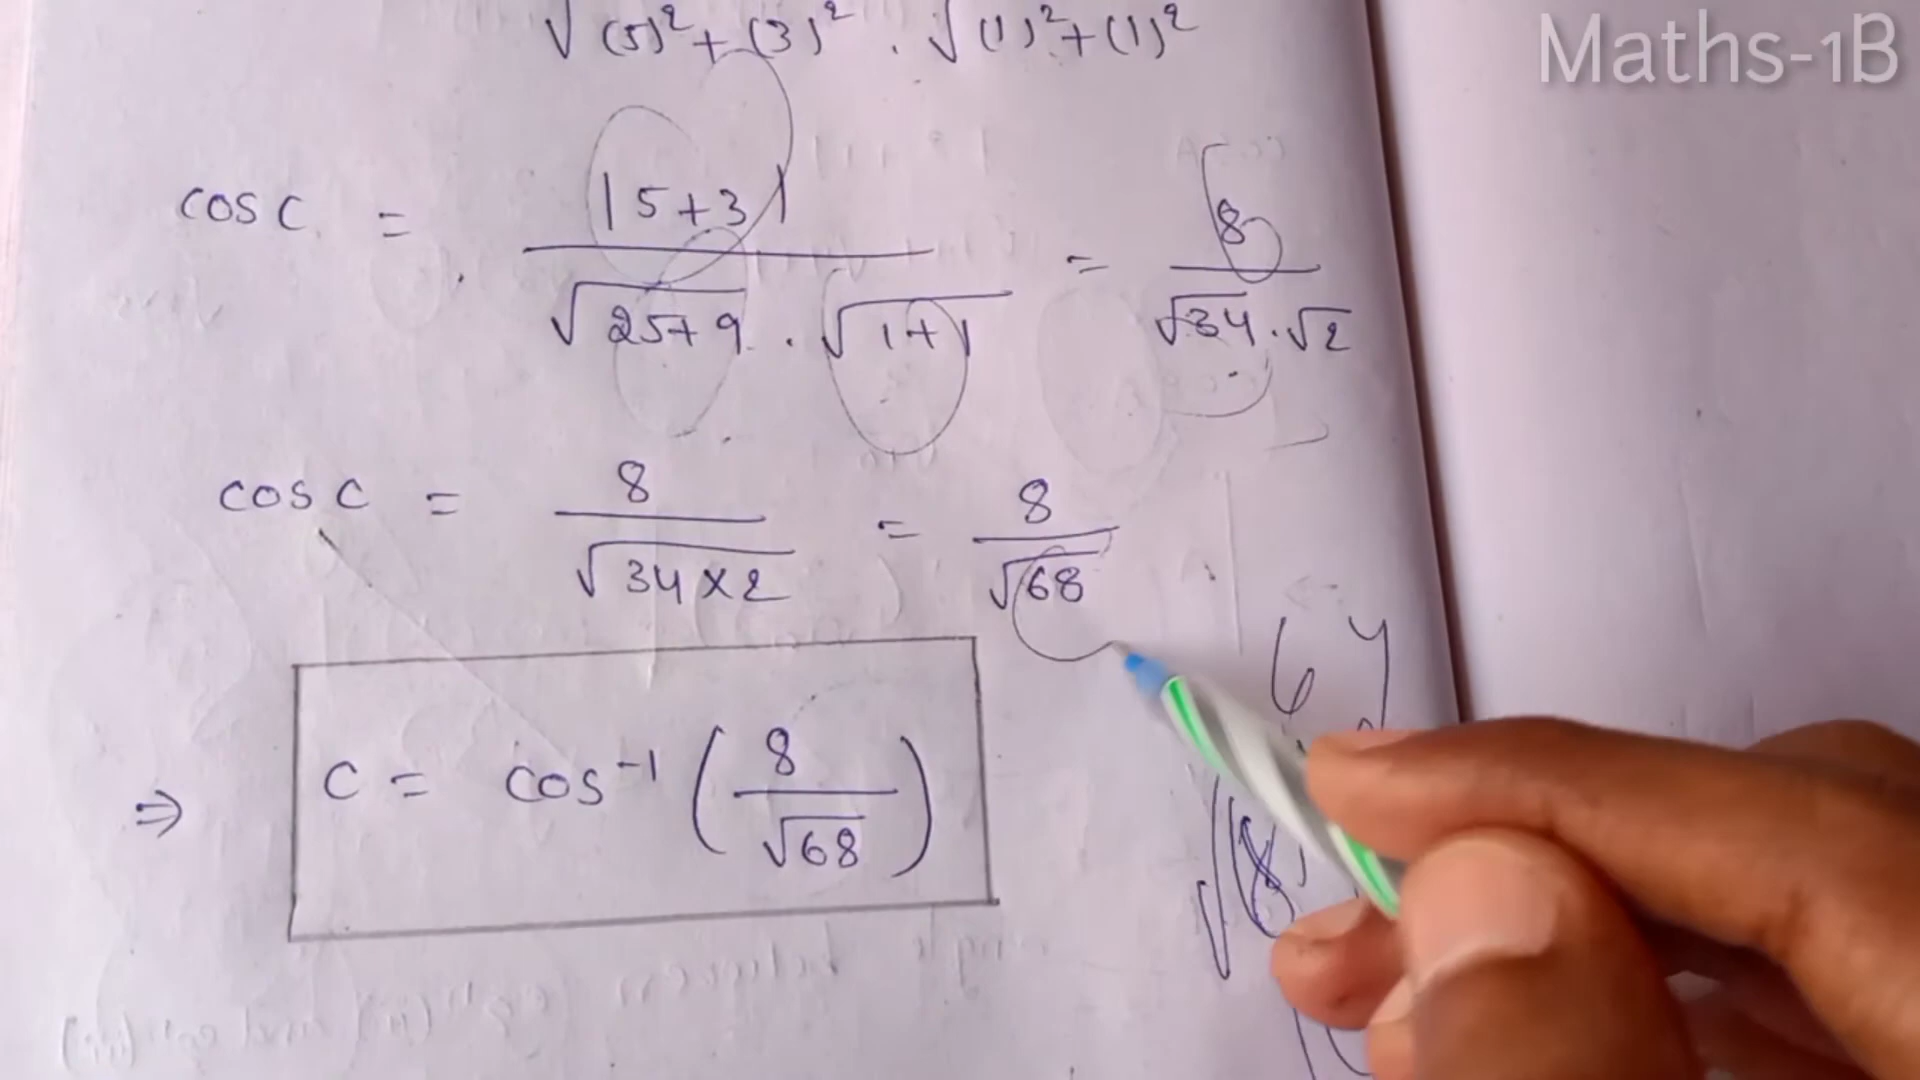 Maths-1B
√(5)²+(3)² . √(1)²+(1)²
cos C = |5+3| / √25+9 . √1+1 = 8 / √34 . √2
cos C = 8 / √34×2 = 8 / √68
⇒ C = cos⁻¹ (8 / √68)